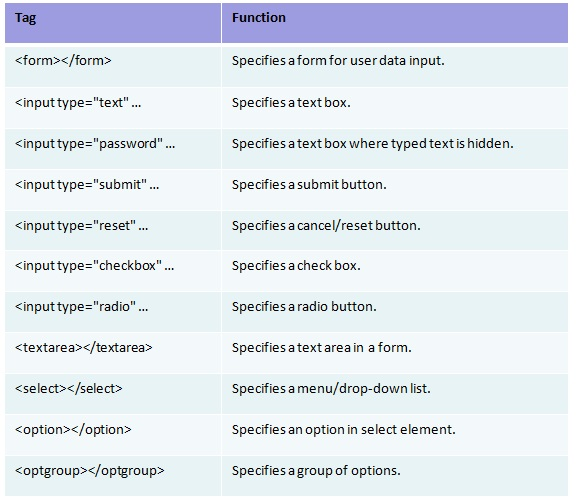 Tag Function
<form></form> Specifies a form for user data input.
<input type="text" ... Specifies a text box.
<input type="password" ... Specifies a text box where typed text is hidden.
<input type="submit" ... Specifies a submit button.
<input type="reset" ... Specifies a cancel/reset button.
<input type="checkbox" ... Specifies a check box.
<input type="radio" ... Specifies a radio button.
<textarea></textarea> Specifies a text area in a form.
<select></select> Specifies a menu/drop-down list.
<option></option> Specifies an option in select element.
<optgroup></optgroup> Specifies a group of options.